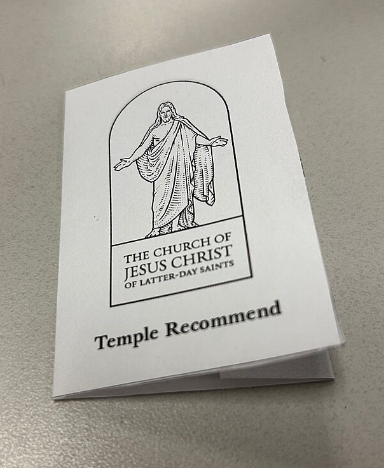 THE CHURCH OF
JESUS CHRIST
OF LATTER-DAY SAINTS
Temple Recommend